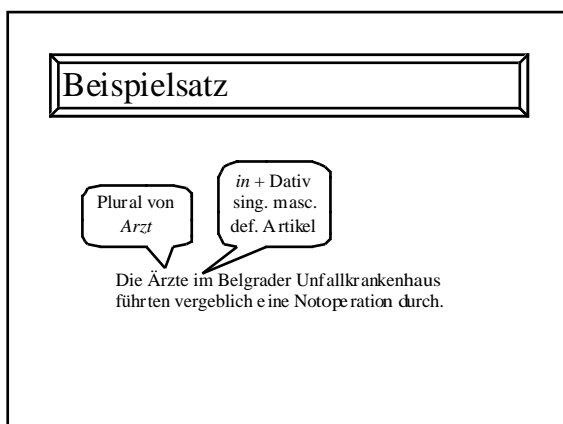 Beispielsatz
Plural von
Arzt
in + Dativ
sing. masc.
def. Artikel
Die Ärzte im Belgrader Unfallkrankenhaus
führten vergeblich eine Notoperation durch.